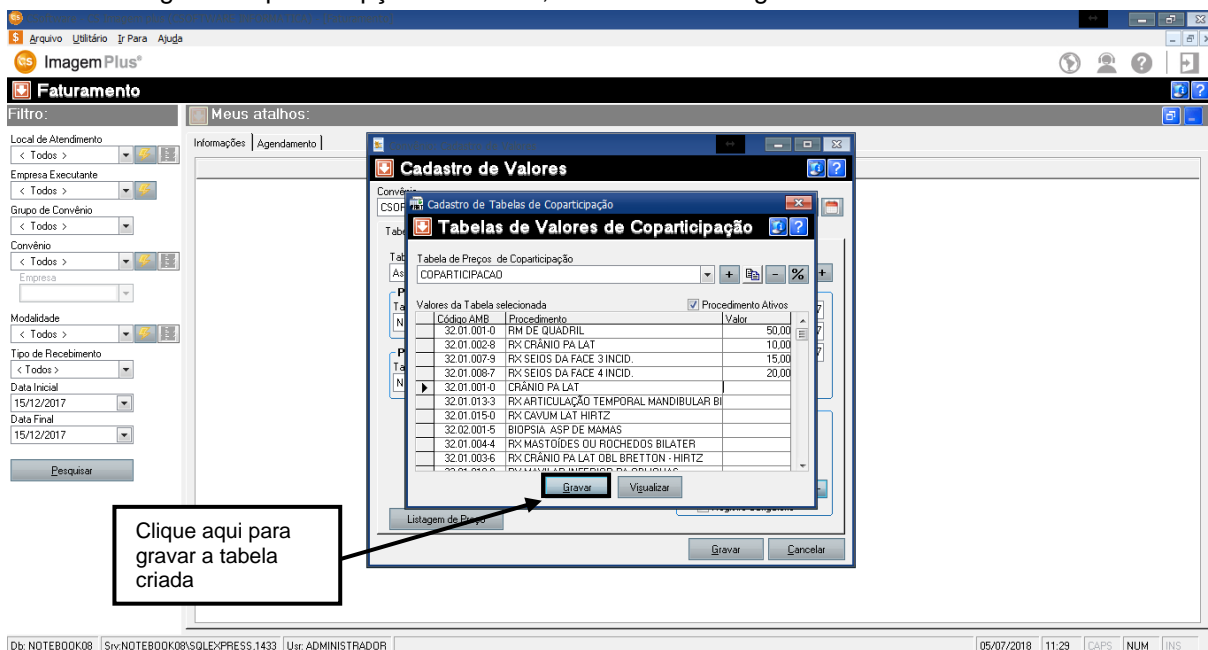 Arquivo Utilitário Ir Para Ajuda
ImagemPlus®
Faturamento
Filtro:
Meus atalhos:
Local de Atendimento
< Todos >
Empresa Executante
< Todos >
Grupo de Convênio
< Todos >
Convênio
< Todos >
Empresa
Modalidade
< Todos >
Tipo de Recebimento
< Todos >
Data Inicial
15/12/2017
Data Final
15/12/2017
Pesquisar
Informações Agendamento
Cadastro de Valores
Cadastro de Tabelas de Coparticipação
Tabelas de Valores de Coparticipação
Tabela de Preços de Coparticipação
COPARTICIPACAO
Valores da Tabela selecionada Procedimento Ativos
Código AMB Procedimento Valor
32.01.001-0 RM DE QUADRIL 50,00
32.01.002-8 RX CRÂNIO PA LAT 10,00
32.01.007-9 RX SEIOS DA FACE 3 INCID. 15,00
32.01.008-7 RX SEIOS DA FACE 4 INCID. 20,00
32.01.001-0 CRÂNIO PA LAT
32.01.013-3 RX ARTICULAÇÃO TEMPORAL MANDIBULAR BI
32.01.015-0 RX CAVUM LAT HIRTZ
32.02.001-5 BIOPSIA ASP DE MAMAS
32.01.004-4 RX MASTOÍDES OU ROCHEDOS BILATER
32.01.003-6 RX CRÂNIO PA LAT OBL BRETTON - HIRTZ
Gravar Visualizar
Listagem de Preço
Gravar Cancelar
Clique aqui para
gravar a tabela
criada
Db: NOTEBOOK08 Srv:NOTEBOOK08\SQLEXPRESS,1433 Usr: ADMINISTRADOR 05/07/2018 11:29 CAPS NUM INS